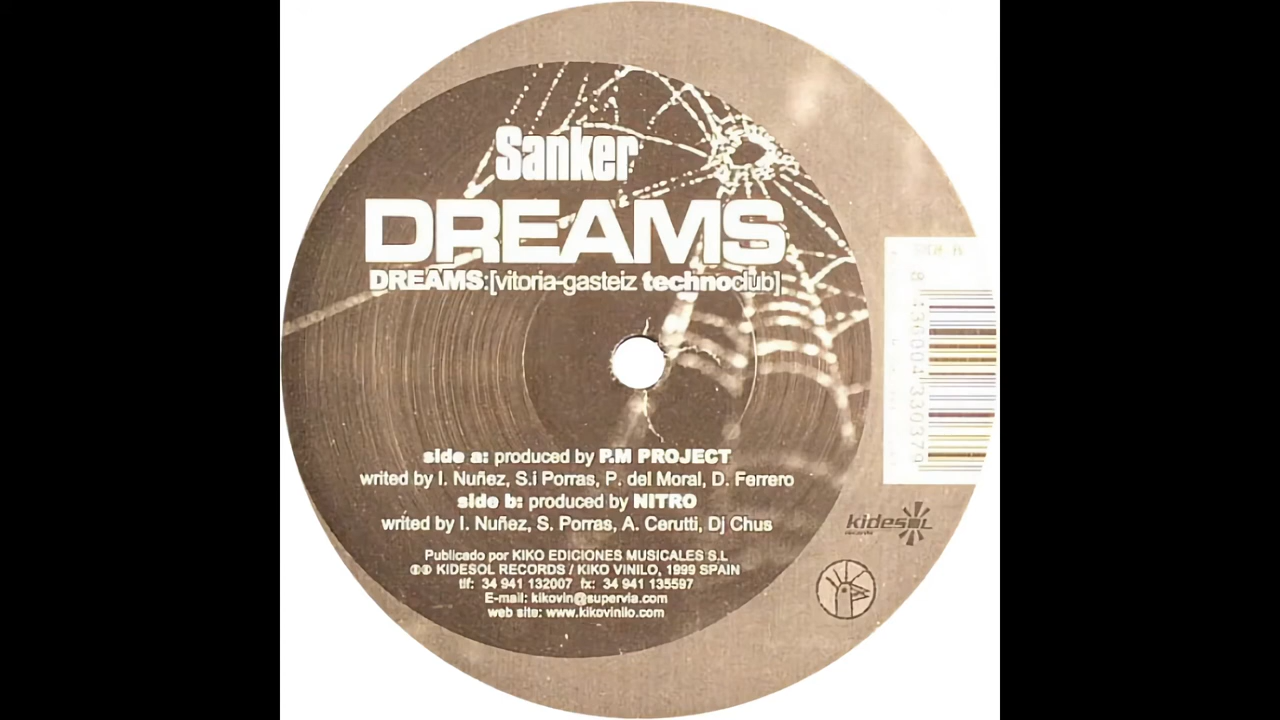 Sanker
DREAMS
DREAMS:[vitoria-gasteiz technoclub]
side a: produced by P.M PROJECT
writed by I. Nuñez, S.i Porras, P. del Moral, D. Ferrero
side b: produced by NITRO
writed by I. Nuñez, S. Porras, A. Cerutti, Dj Chus
Publicado por KIKO EDICIONES MUSICALES S.L
℗© KIDESOL RECORDS / KIKO VINILO, 1999 SPAIN
tlf: 34 941 132007 fx: 34 941 135597
E-mail: kikovin@supervia.com
web site: www.kikovinilo.com
kidesol
records